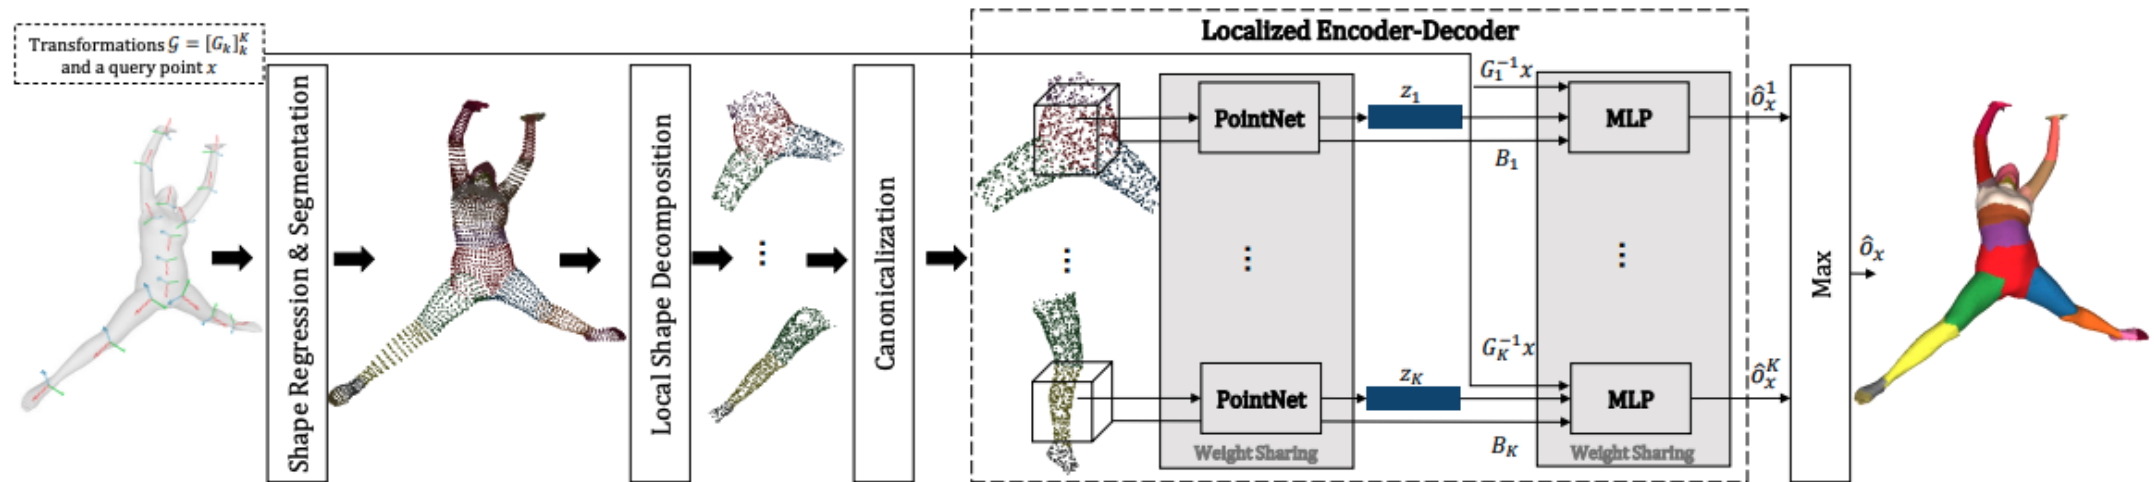 Localized Encoder-Decoder
Transformations 𝒢 = [G_k]_k^K
and a query point x
Shape Regression & Segmentation
Local Shape Decomposition
...
Canonicalization
...
PointNet
z_1
G_1^{-1}x
B_1
MLP
ô_x^1
...
...
PointNet
z_K
G_K^{-1}x
B_K
MLP
ô_x^K
Weight Sharing
Weight Sharing
Max
ô_x